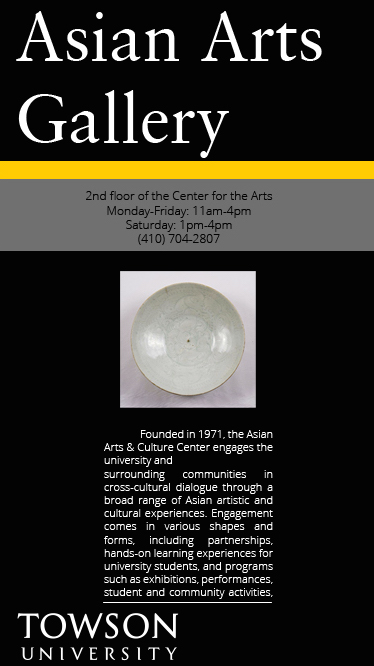 Asian Arts
Gallery
2nd floor of the Center for the Arts
Monday-Friday: 11am-4pm
Saturday: 1pm-4pm
(410) 704-2807
Founded in 1971, the Asian
Arts & Culture Center engages the
university and
surrounding communities in
cross-cultural dialogue through a
broad range of Asian artistic and
cultural experiences. Engagement
comes in various shapes and
forms, including partnerships,
hands-on learning experiences for
university students, and programs
such as exhibitions, performances,
student and community activities,
TOWSON
UNIVERSITY